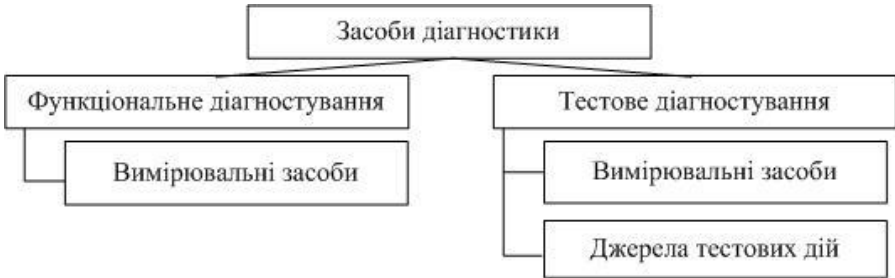 Засоби діагностики
Функціональне діагностування
Тестове діагностування
Вимірювальні засоби
Вимірювальні засоби
Джерела тестових дій